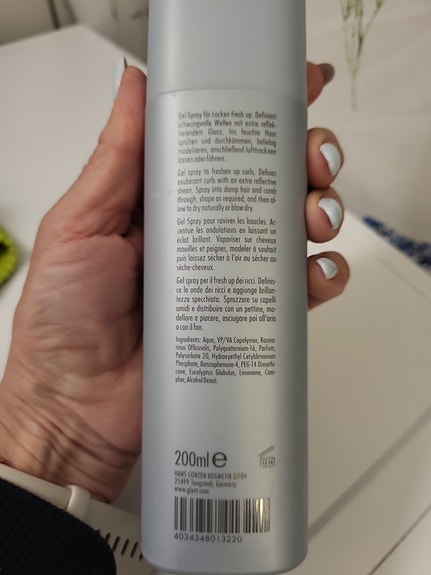 Gel-Spray für Locken fresh up. Definiert
schwungvolle Wellen mit extra reflek-
tierendem Glanz. Ins feuchte Haar
sprühen und durchkämmen, beliebig
modellieren, anschließend lufttrocknen
lassen oder föhnen.
Gel spray to freshen up curls. Defines
exuberant curls with an extra reflective
sheen. Spray into damp hair and comb
through, shape as required, and then al-
low to dry naturally or blow dry.
Gel Spray pour raviver les boucles. Ac-
centue les ondulations en laissant un
éclat brillant. Vaporiser sur cheveux
mouillés et peigner, modeler à souhait
puis laissez sécher à l'air ou sécher au
sèche-cheveux.
Gel spray per il fresh up dei ricci. Definis-
ce le onde dei ricci e aggiunge brillan-
tezza specchiata. Spruzzare su capelli
umidi e distribuire con un pettine, mo-
dellare a piacere, asciugare poi all'aria
o con il fon.
Ingredients: Aqua, VP/VA Copolymer, Rosma-
rinus Officinalis, Polyquaternium-16, Parfum,
Polysorbate 20, Hydroxyethyl Cetyldimonium
Phosphate, Benzophenone-4, PEG-14 Dimethi-
cone, Eucalyptus Globulus, Limonene, Cam-
phor, Alcohol Denat.
200ml e
HANS CONZEN KOSMETIK GMBH
25499 Tangstedt, Germany
www.glynt.com
4034348013220